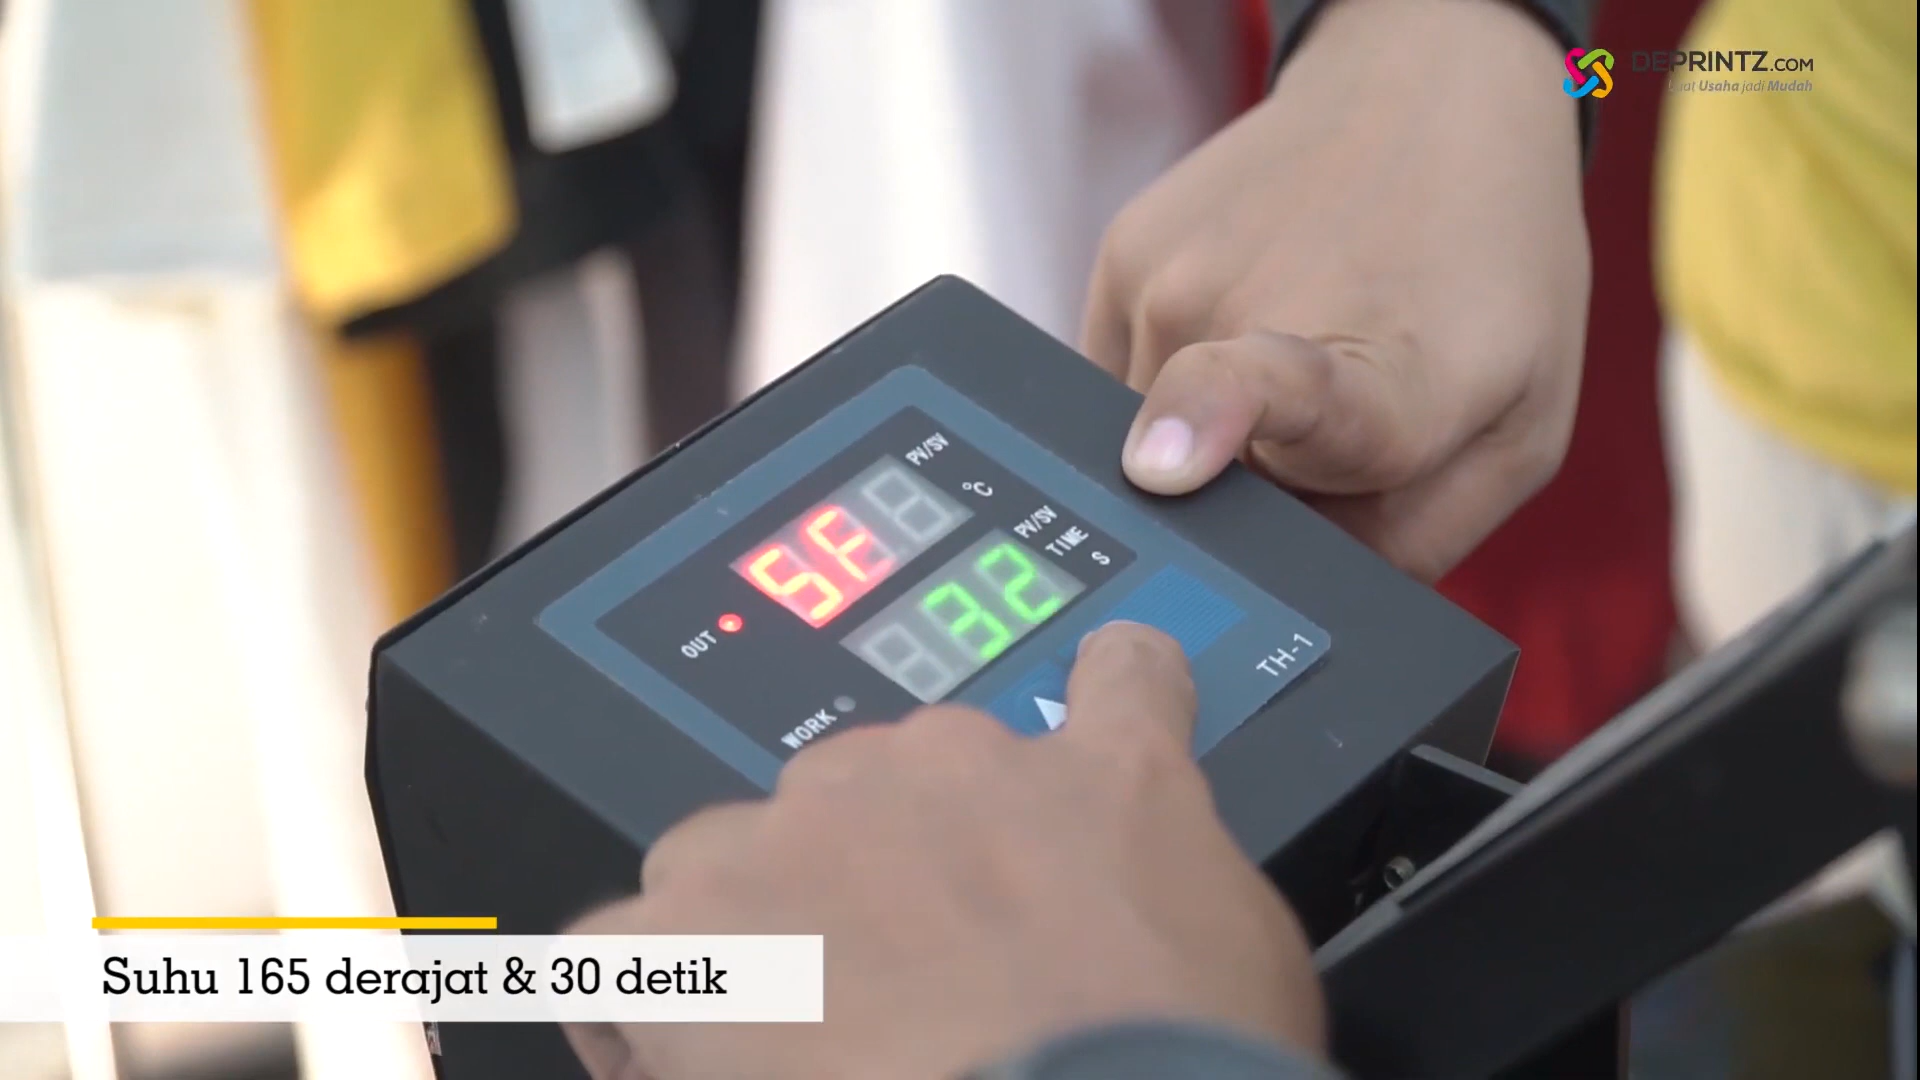 DEPRINTZ.COM
Buat Usaha jadi Mudah
PV/SV
°C
SE
PV/SV
TIME
S
32
OUT
WORK
TH-1
Suhu 165 derajat & 30 detik